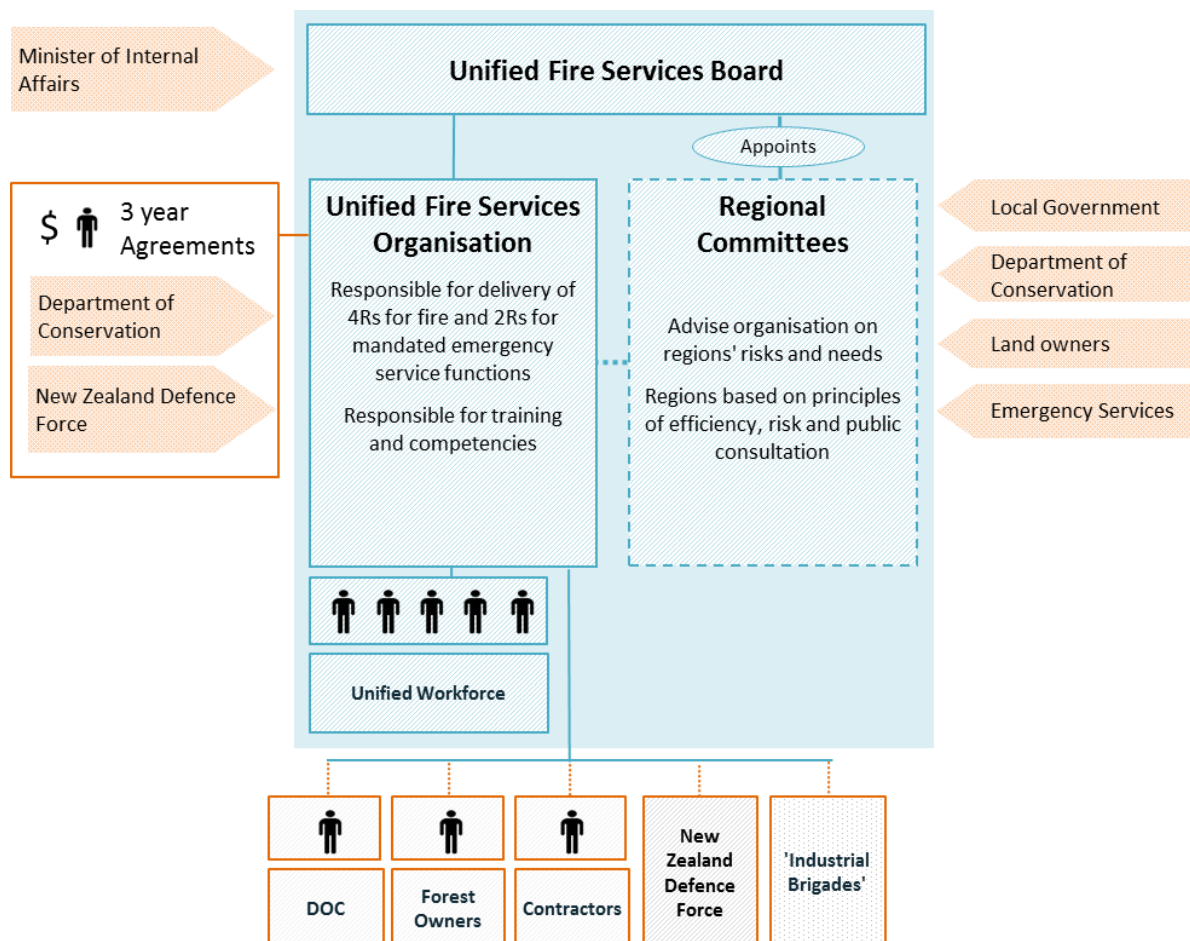 Minister of Internal
Affairs
Unified Fire Services Board
Appoints
$ 3 year
Agreements
Department of
Conservation
New Zealand Defence
Force
Unified Fire Services
Organisation
Responsible for delivery of
4Rs for fire and 2Rs for
mandated emergency
service functions
Responsible for training
and competencies
Regional
Committees
Advise organisation on
regions' risks and needs
Regions based on principles
of efficiency, risk and public
consultation
Local Government
Department of
Conservation
Land owners
Emergency Services
Unified Workforce
DOC
Forest
Owners
Contractors
New
Zealand
Defence
Force
'Industrial
Brigades'